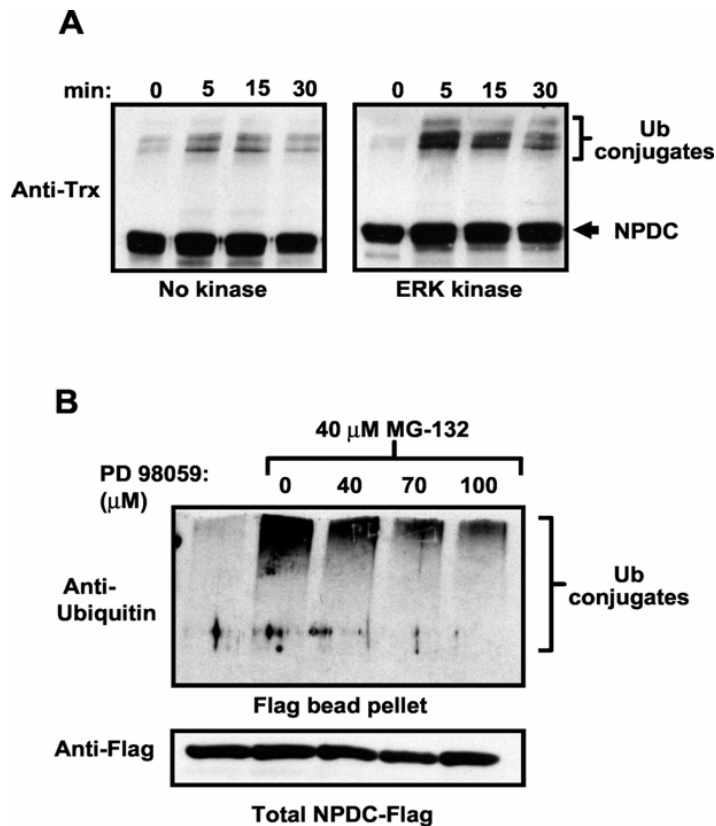 A
min: 0 5 15 30 0 5 15 30
Anti-Trx
Ub
conjugates
NPDC
No kinase ERK kinase
B
40 μM MG-132
PD 98059: 0 40 70 100
(μM)
Anti-
Ubiquitin
Ub
conjugates
Flag bead pellet
Anti-Flag
Total NPDC-Flag